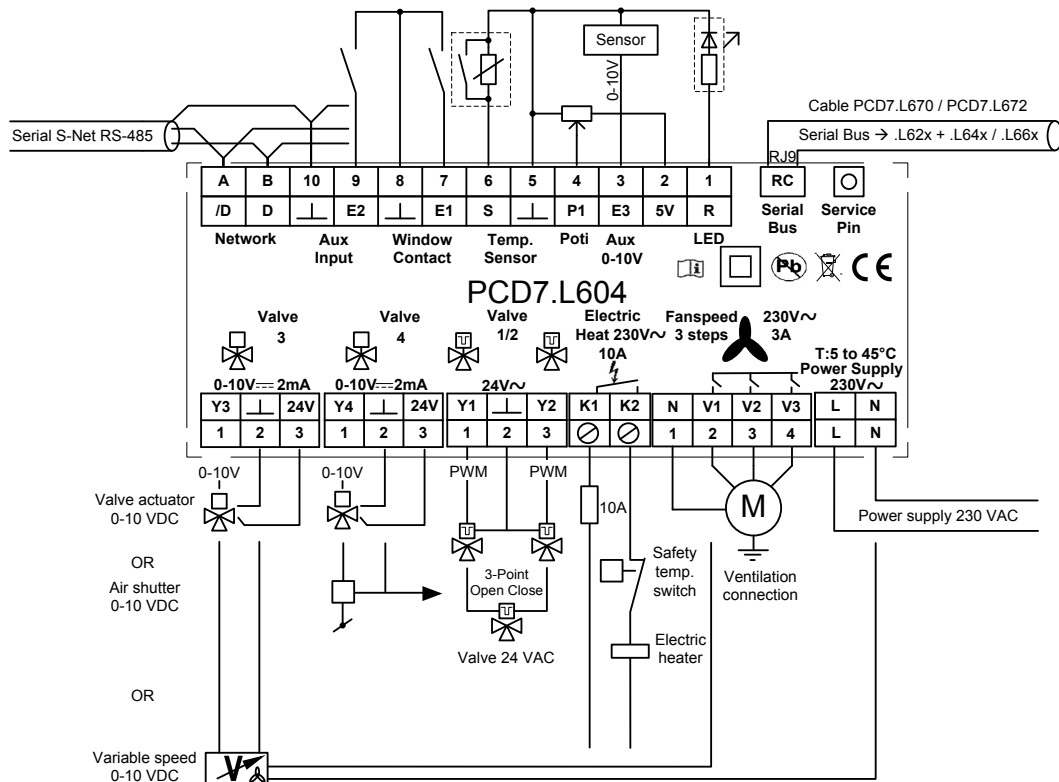 Sensor
0-10V
Cable PCD7.L670 / PCD7.L672
Serial S-Net RS-485
Serial Bus → .L62x + .L64x / .L66x
RJ9
A B 10 9 8 7 6 5 4 3 2 1 RC
/D D ⊥ E2 ⊥ E1 S ⊥ P1 E3 5V R
Network
Aux
Input
Window
Contact
Temp.
Sensor
Poti
Aux
0-10V
LED
Serial
Bus
Service
Pin
i
Pb
CE
PCD7.L604
Valve
3
Valve
4
Valve
1/2
Electric
Heat 230V~
10A
Fanspeed
3 steps
230V~
3A
T:5 to 45°C
Power Supply
230V~
0-10V⎓2mA
0-10V⎓2mA
24V~
Y3 ⊥ 24V Y4 ⊥ 24V Y1 ⊥ Y2 K1 K2 N V1 V2 V3 L N
1 2 3 1 2 3 1 2 3 1 2 3 4 L N
0-10V
0-10V
PWM
PWM
Valve actuator
0-10 VDC
10A
M
Power supply 230 VAC
OR
Air shutter
0-10 VDC
3-Point
Open Close
Safety
temp.
switch
Ventilation
connection
Valve 24 VAC
Electric
heater
OR
Variable speed
0-10 VDC
V